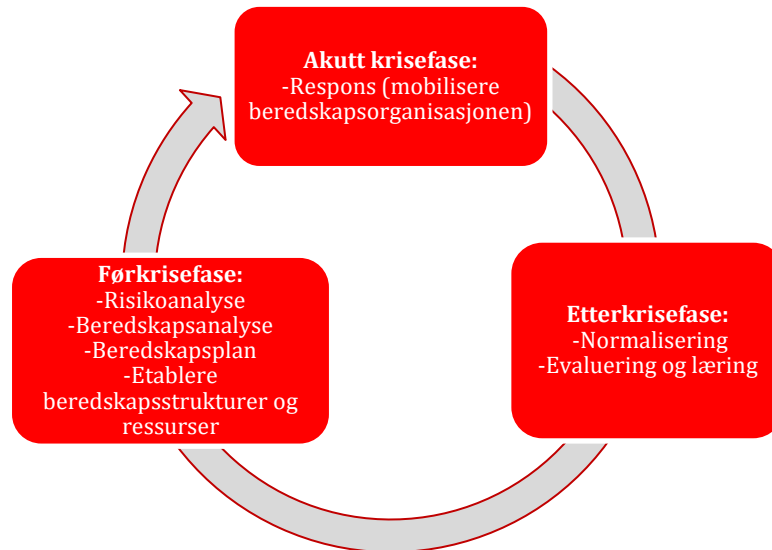 Akutt krisefase:
-Respons (mobilisere
beredskapsorganisasjonen)
Førkrisefase:
-Risikoanalyse
-Beredskapsanalyse
-Beredskapsplan
-Etablere
beredskapsstrukturer og
ressurser
Etterkrisefase:
-Normalisering
-Evaluering og læring